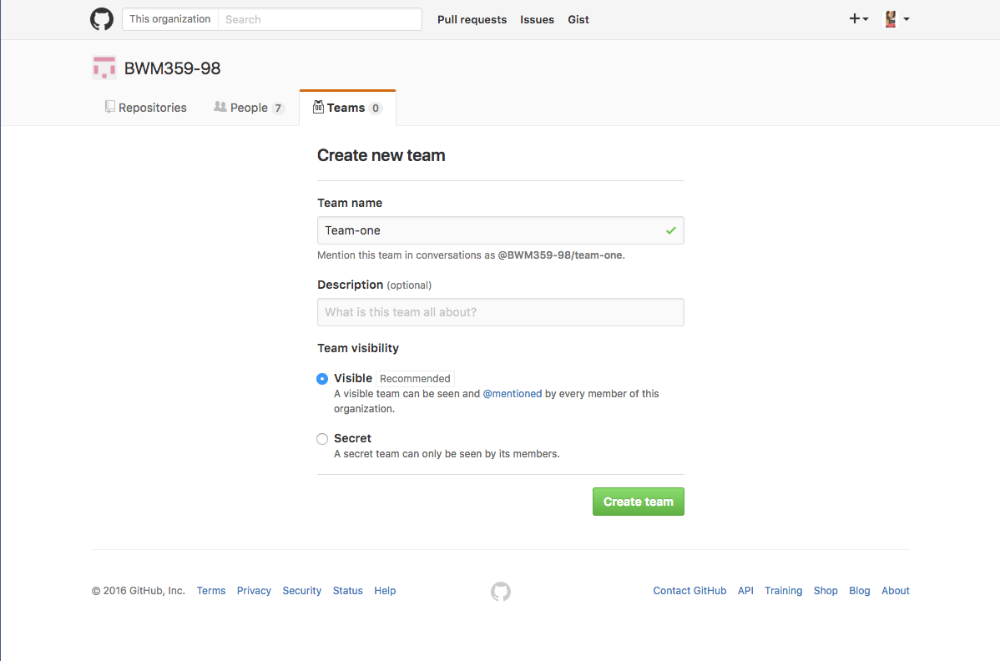 This organization Search Pull requests Issues Gist
BWM359-98
Repositories People 7 Teams 0
Create new team
Team name
Team-one
Mention this team in conversations as @BWM359-98/team-one.
Description (optional)
What is this team all about?
Team visibility
Visible Recommended
A visible team can be seen and @mentioned by every member of this
organization.
Secret
A secret team can only be seen by its members.
Create team
© 2016 GitHub, Inc. Terms Privacy Security Status Help Contact GitHub API Training Shop Blog About